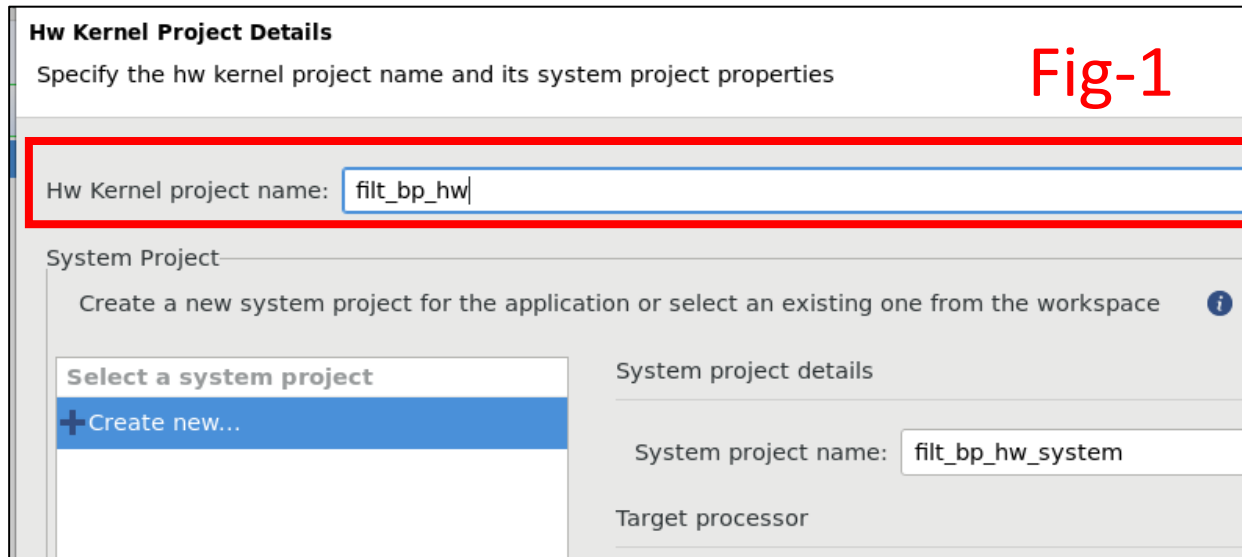 Hw Kernel Project Details
Specify the hw kernel project name and its system project properties
Fig-1
Hw Kernel project name: filt_bp_hw
System Project
Create a new system project for the application or select an existing one from the workspace
Select a system project
Create new...
System project details
System project name: filt_bp_hw_system
Target processor